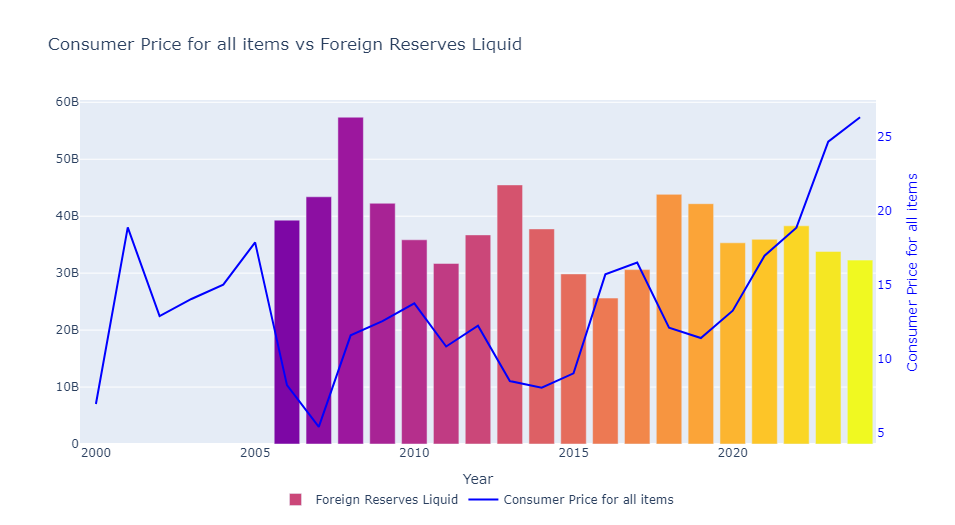 Consumer Price for all items vs Foreign Reserves Liquid
60B
50B
40B
30B
20B
10B
0
25
20
15
10
5
Consumer Price for all items
2000 2005 2010 2015 2020
Year
Foreign Reserves Liquid Consumer Price for all items